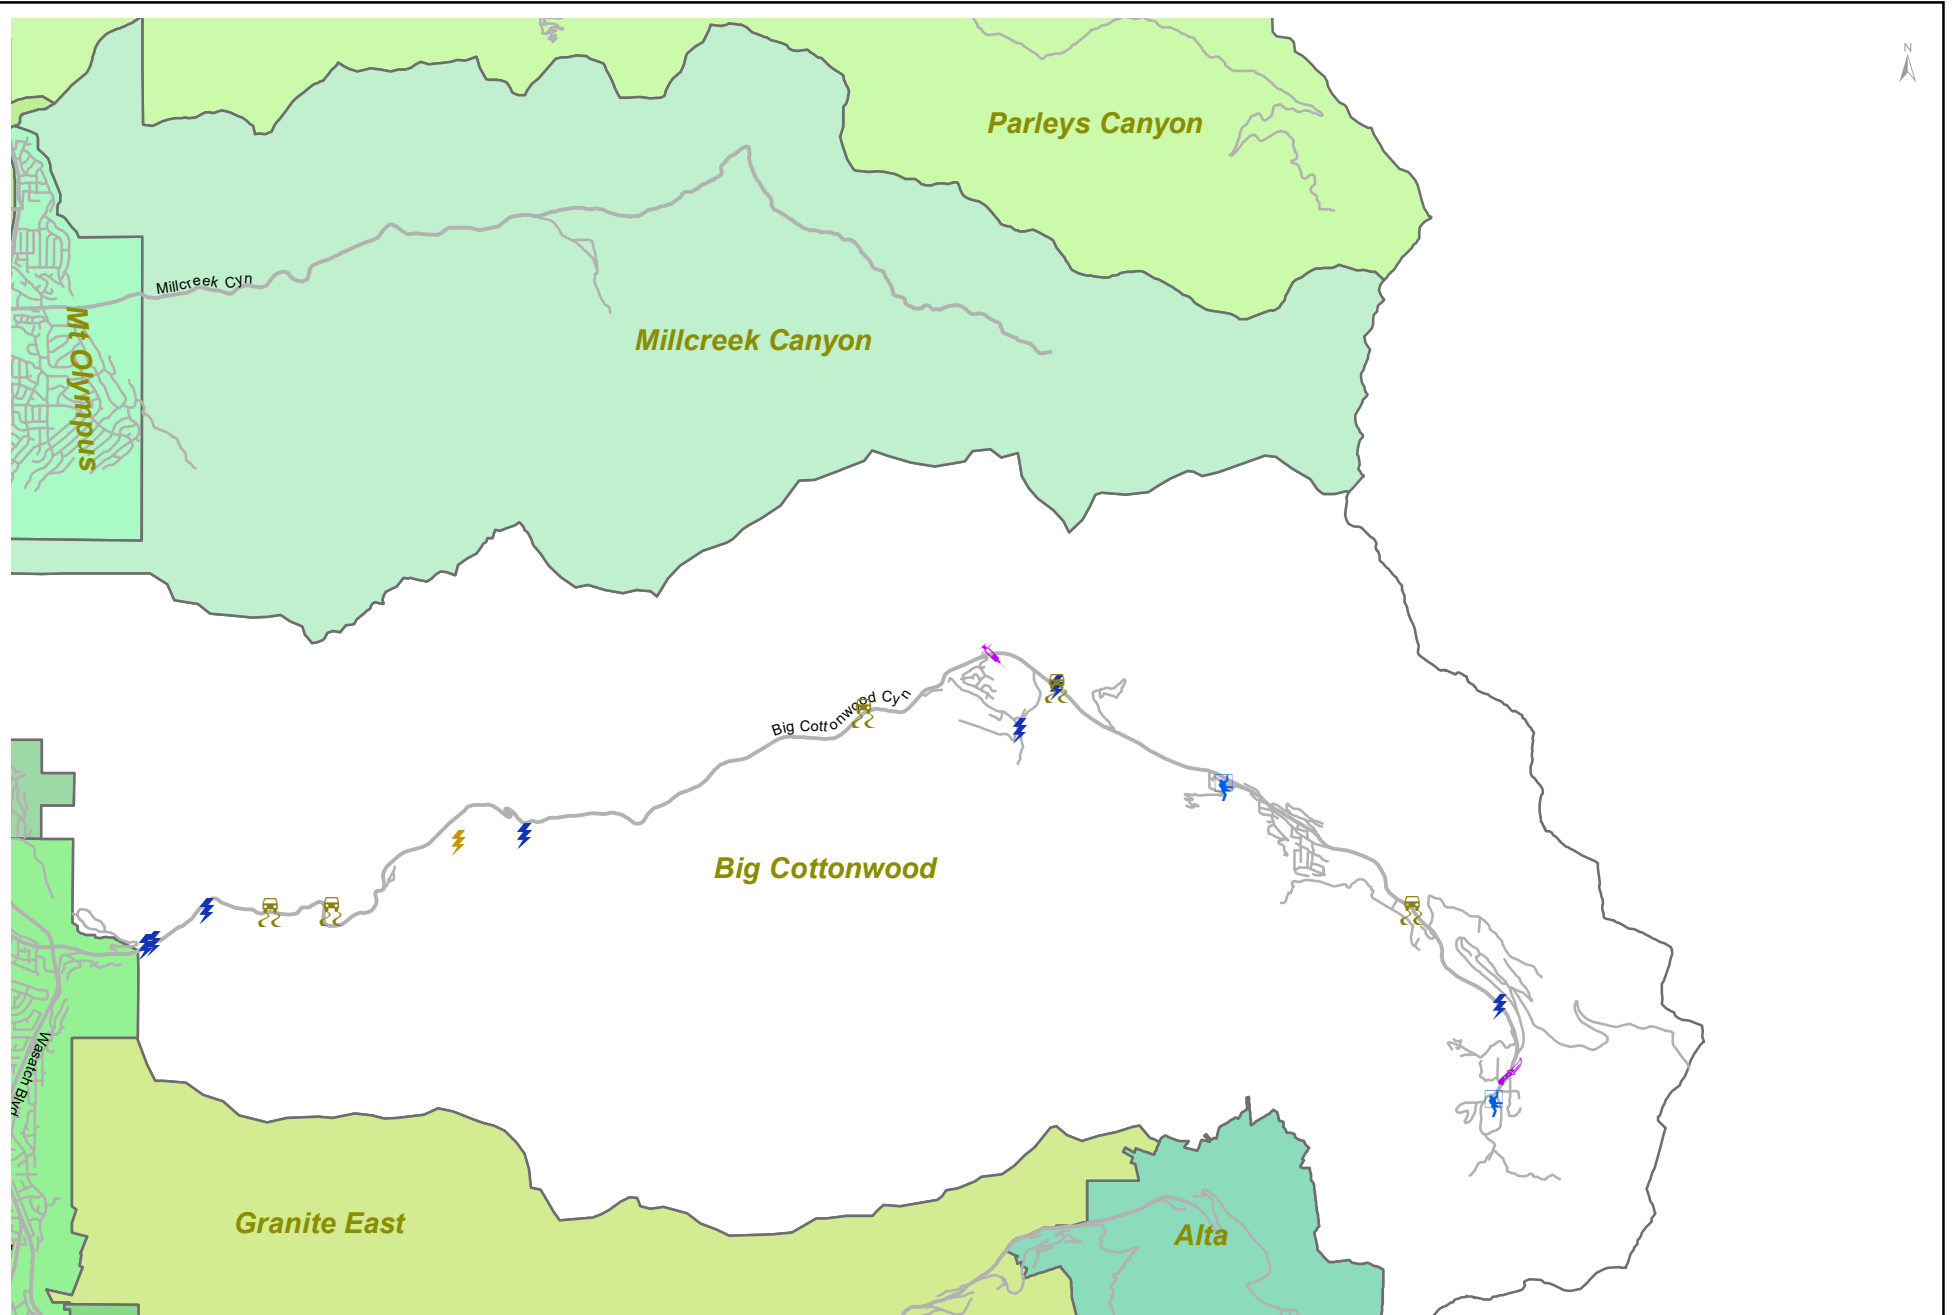 N
Parleys Canyon
Millcreek Cyn
Mt Olympus
Millcreek Canyon
Big Cottonwood Cyn
Big Cottonwood
Wasatch Blvd
Granite East
Alta